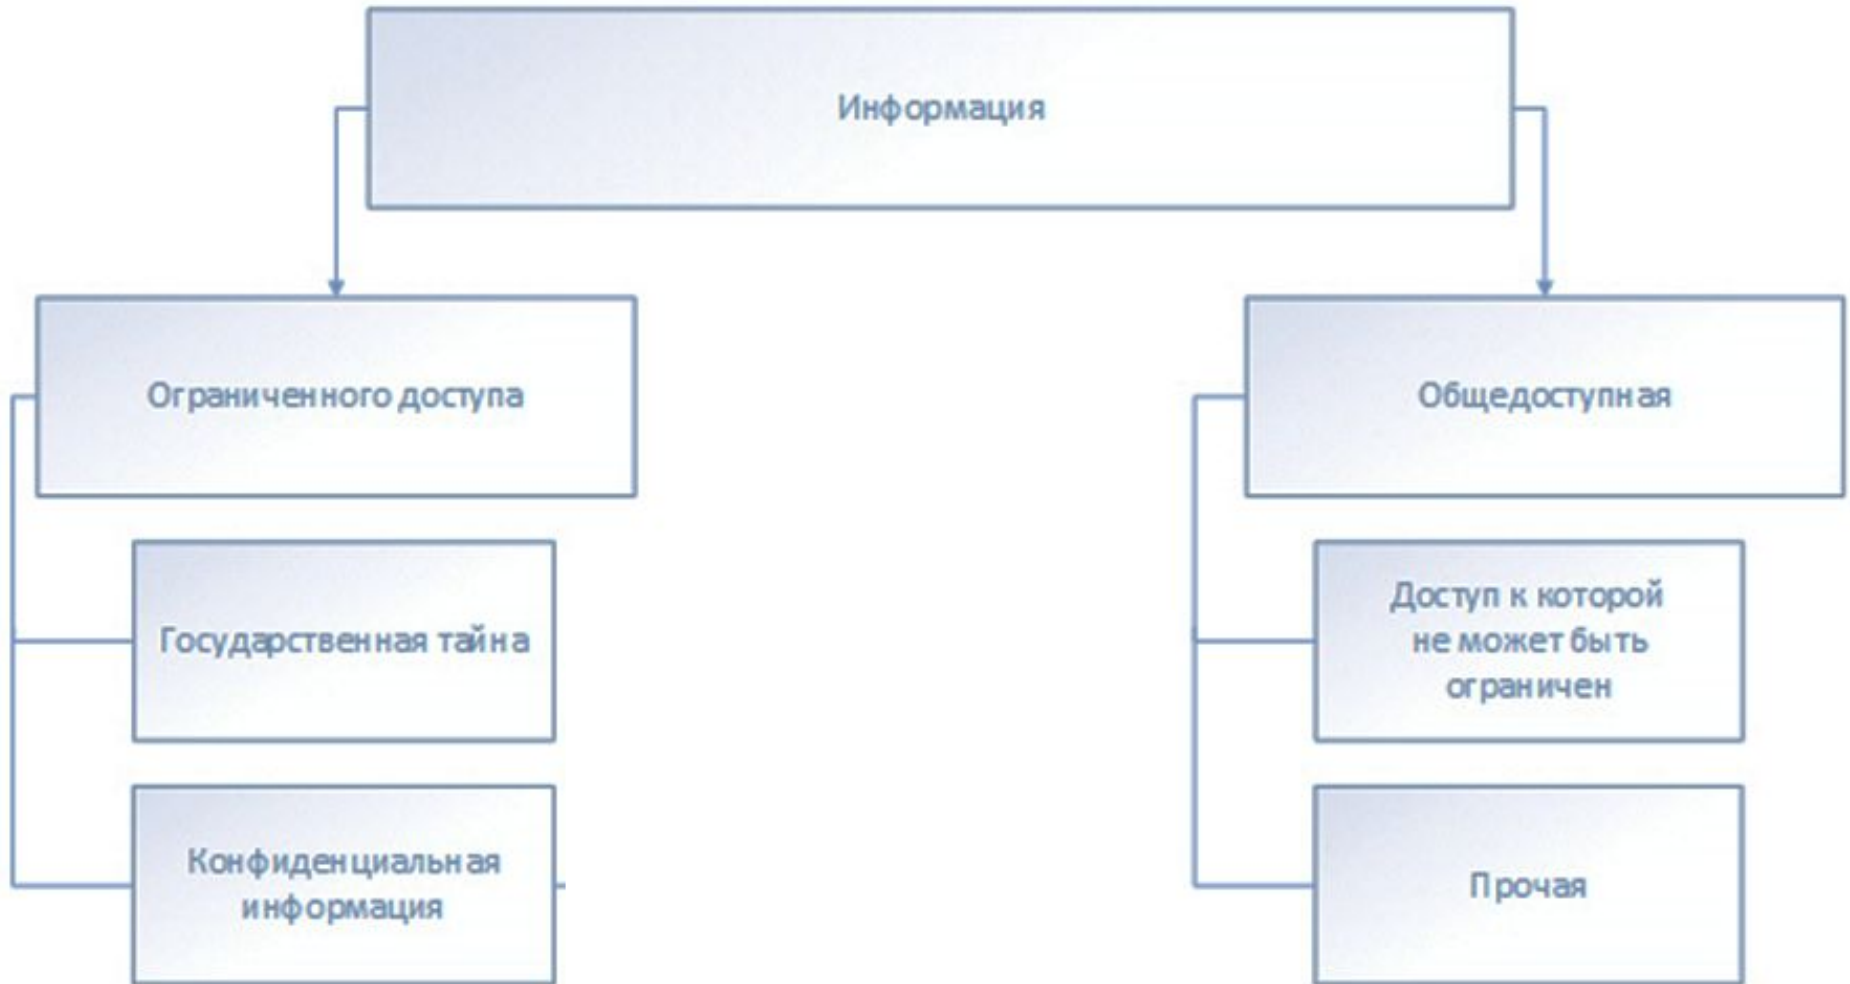 Информация
Ограниченного доступа
Общедоступная
Государственная тайна
Доступ к которой
не может быть
ограничен
Конфиденциальная
информация
Прочая